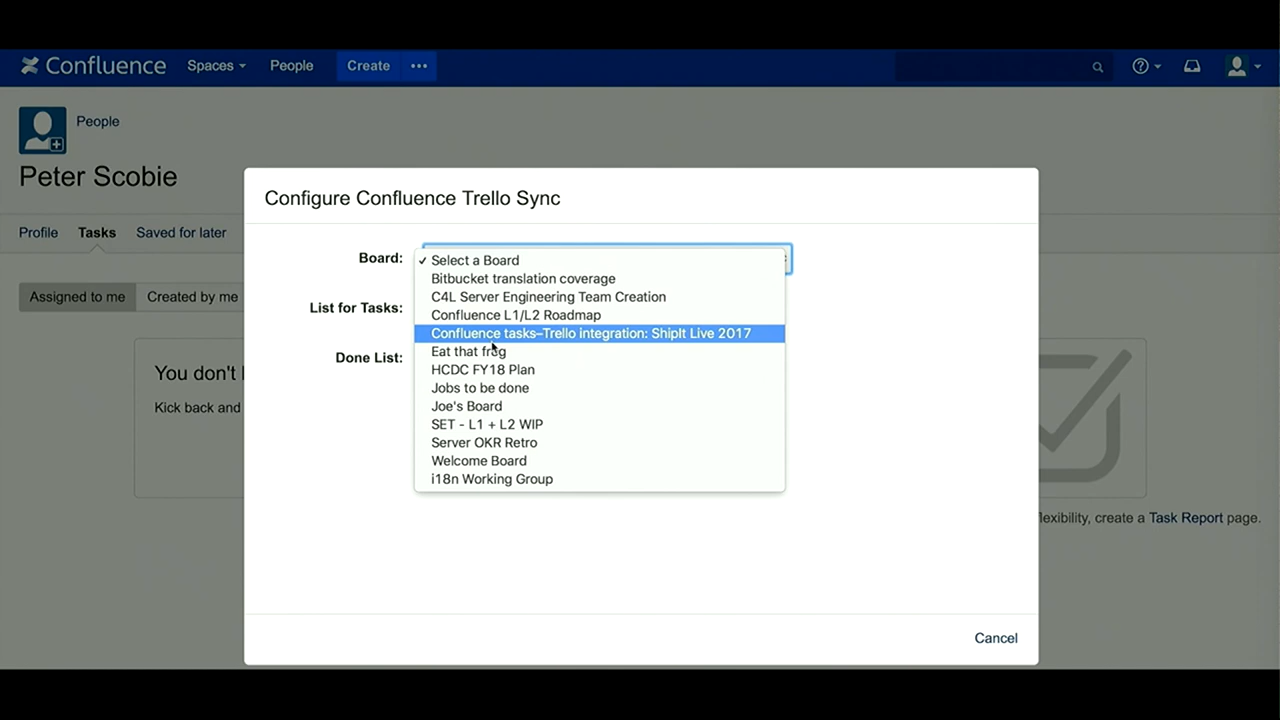 Confluence Spaces People Create •••
People
Peter Scobie
Profile Tasks Saved for later
Assigned to me Created by me
You don't
Kick back and
Configure Confluence Trello Sync
Board:
List for Tasks:
Done List:
✓ Select a Board
Bitbucket translation coverage
C4L Server Engineering Team Creation
Confluence L1/L2 Roadmap
Confluence tasks–Trello integration: ShipIt Live 2017
Eat that frog
HCDC FY18 Plan
Jobs to be done
Joe's Board
SET - L1 + L2 WIP
Server OKR Retro
Welcome Board
i18n Working Group
flexibility, create a Task Report page.
Cancel